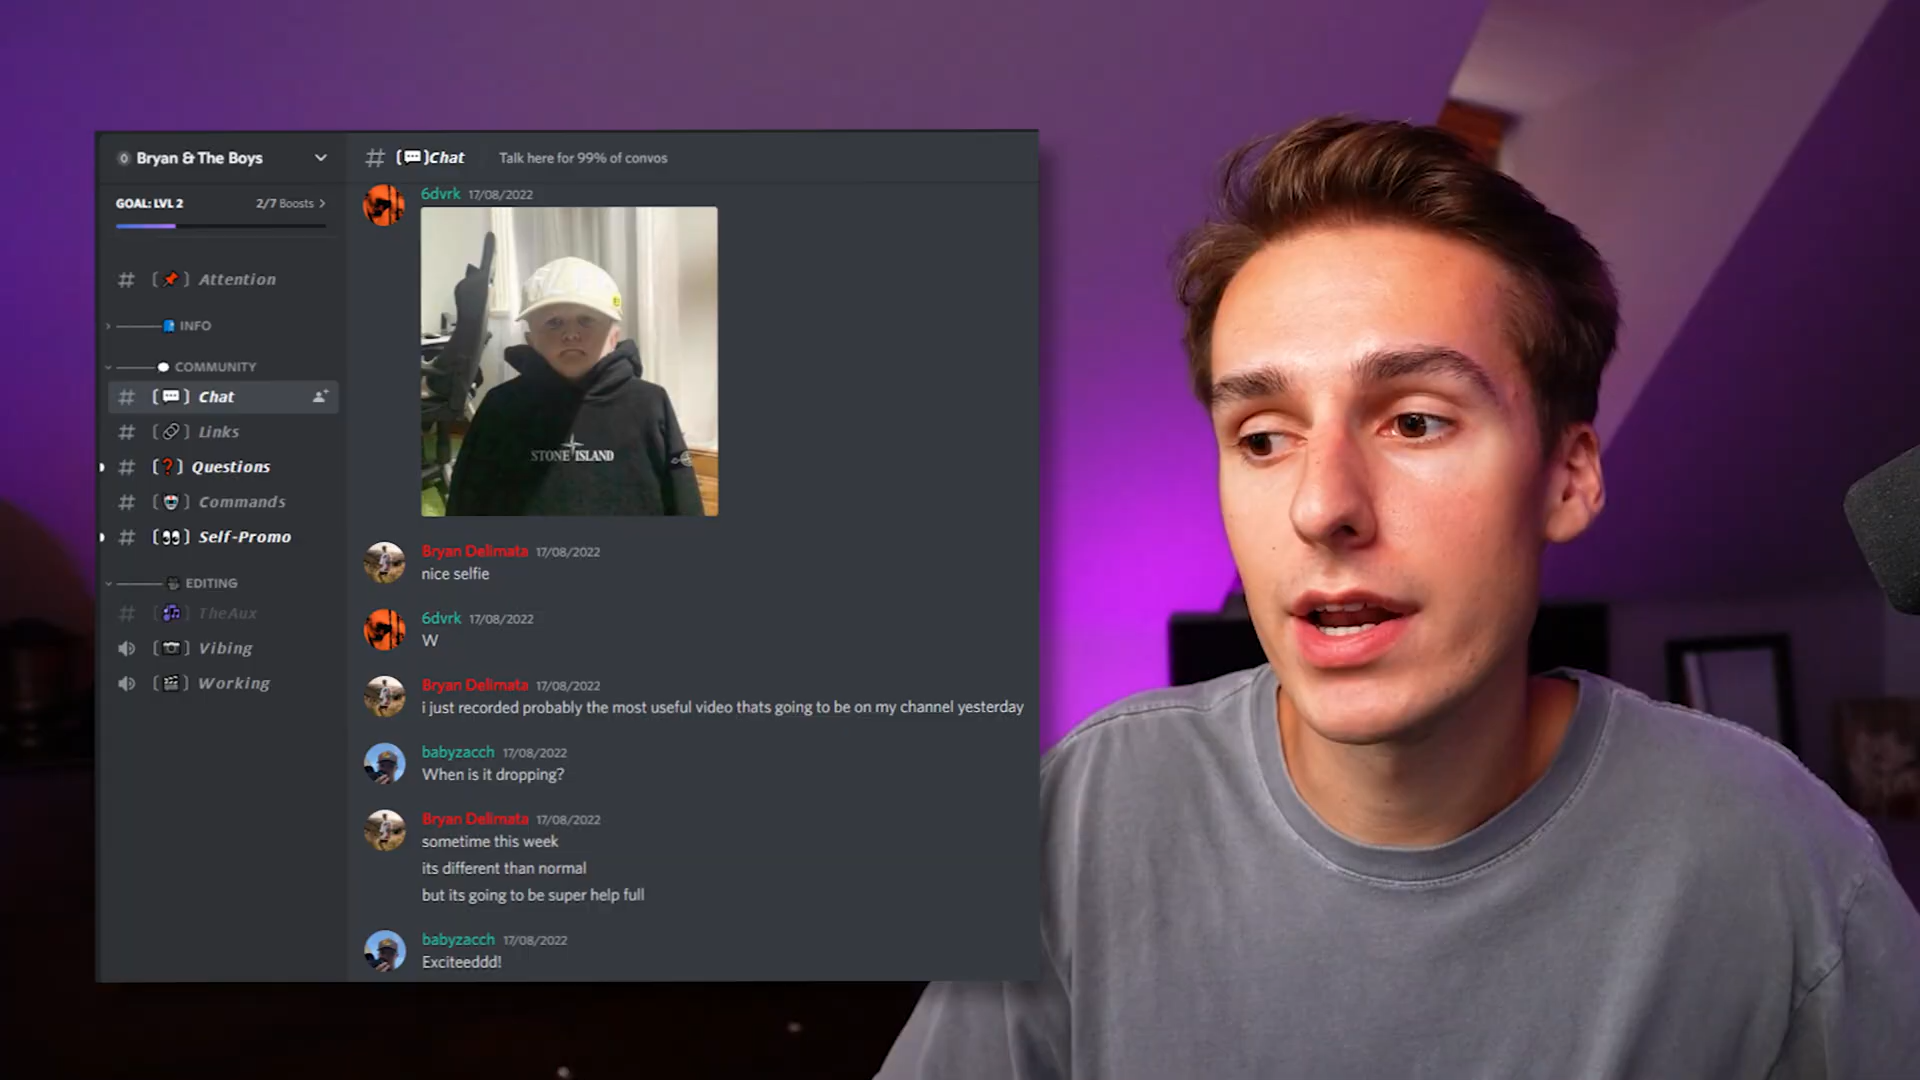 Bryan & The Boys
GOAL: LVL 2 2/7 Boosts
# [ ] Attention
INFO
COMMUNITY
# [ ] Chat
# [ ] Links
# [❓] Questions
# [ ] Commands
# [👀] Self-Promo
EDITING
# [ ] TheAux
[ ] Vibing
[ ] Working
# [💬]Chat Talk here for 99% of convos
6dvrk 17/08/2022
STONE ISLAND
Bryan Delimata 17/08/2022
nice selfie
6dvrk 17/08/2022
W
Bryan Delimata 17/08/2022
i just recorded probably the most useful video thats going to be on my channel yesterday
babyzacch 17/08/2022
When is it dropping?
Bryan Delimata 17/08/2022
sometime this week
its different than normal
but its going to be super help full
babyzacch 17/08/2022
Exciteeddd!